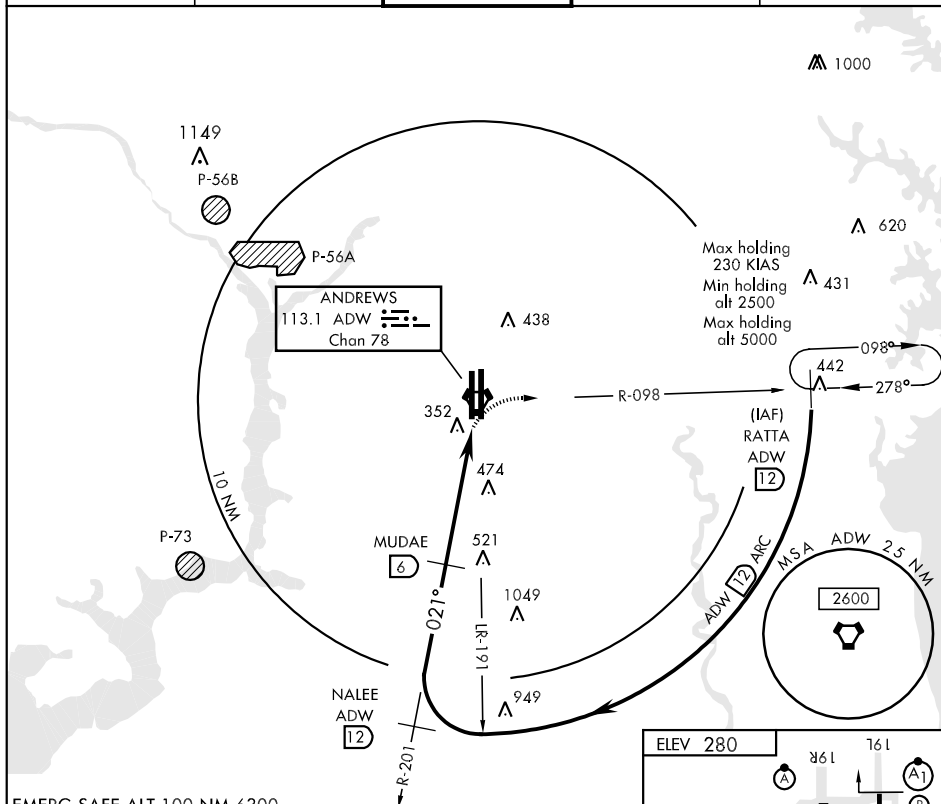 1000
1149
P-56B
620
P-56A
Max holding
230 KIAS
Min holding
alt 2500
Max holding
alt 5000
431
ANDREWS
113.1 ADW
Chan 78
438
098°
442
278°
R-098
352
(IAF)
RATTA
ADW
12
474
10 NM
P-73
MUDAE
6
521
ADW 12 ARC
MSA ADW 25 NM
2600
1049
021°
LR-191
NALEE
ADW
12
949
R-201
ELEV 280
19R
19L
A
A1
EMERG SAFE ALT 100 NM 6300